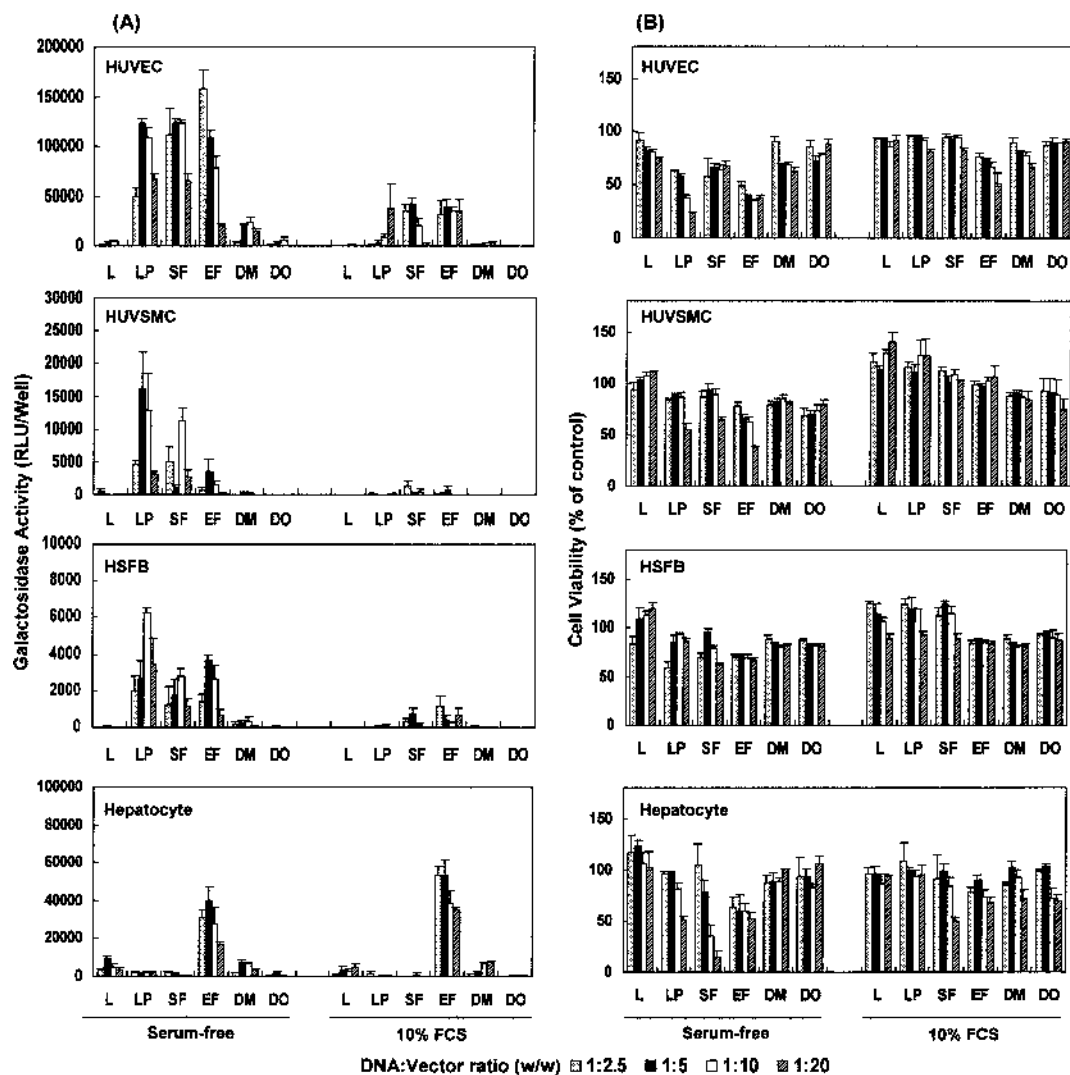 (A)
(B)
Galactosidase Activity (RLU/Well)
HUVEC
200000
150000
100000
50000
0
L LP SF EF DM DO L LP SF EF DM DO
HUVSMC
30000
25000
20000
15000
10000
5000
0
L LP SF EF DM DO L LP SF EF DM DO
HSFB
10000
8000
6000
4000
2000
0
L LP SF EF DM DO L LP SF EF DM DO
Hepatocyte
100000
80000
60000
40000
20000
0
L LP SF EF DM DO L LP SF EF DM DO
Serum-free 10% FCS
Cell Viability (% of control)
HUVEC
150
100
50
0
L LP SF EF DM DO L LP SF EF DM DO
HUVSMC
150
100
50
0
L LP SF EF DM DO L LP SF EF DM DO
HSFB
150
100
50
0
L LP SF EF DM DO L LP SF EF DM DO
Hepatocyte
150
100
50
0
L LP SF EF DM DO L LP SF EF DM DO
Serum-free 10% FCS
DNA:Vector ratio (w/w) 1:2.5 1:5 1:10 1:20